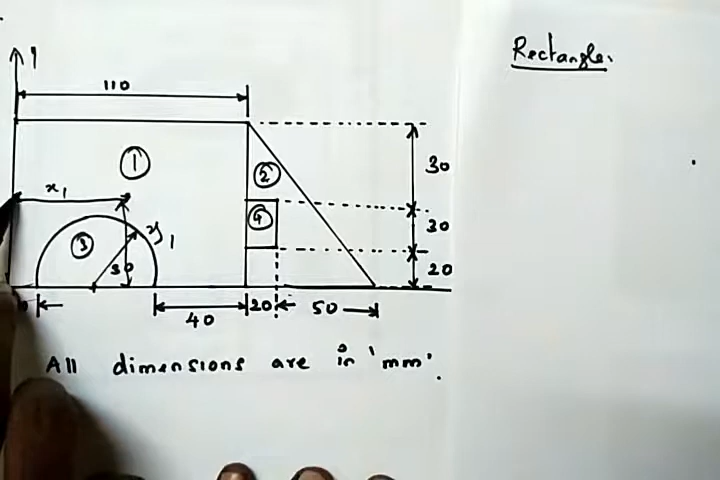 Rectangle.
y
110
1
2
30
x1
4
30
3
y1
30
20
20
50
40
All dimensions are in 'mm'.